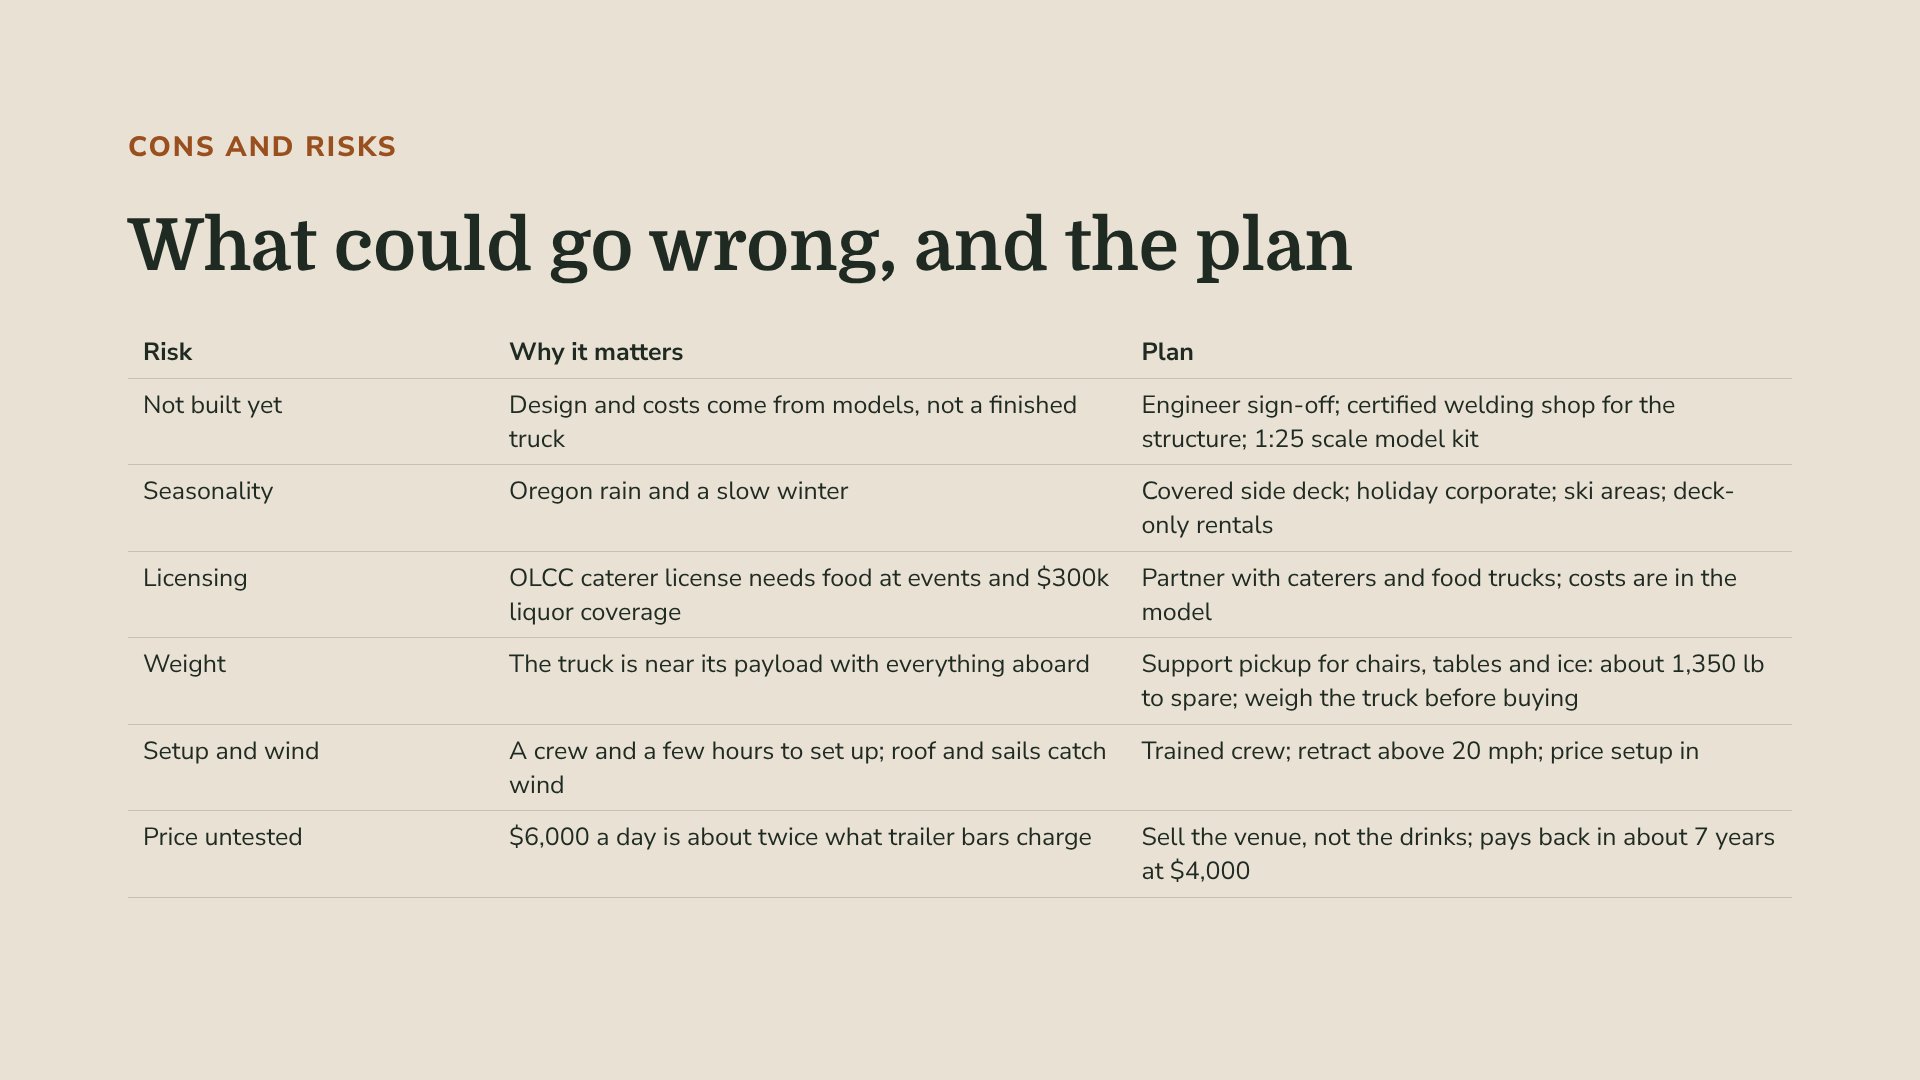 CONS AND RISKS
What could go wrong, and the plan
Risk Why it matters Plan
Not built yet Design and costs come from models, not a finished Engineer sign-off; certified welding shop for the
truck structure; 1:25 scale model kit
Seasonality Oregon rain and a slow winter Covered side deck; holiday corporate; ski areas; deck-
only rentals
Licensing OLCC caterer license needs food at events and $300k Partner with caterers and food trucks; costs are in the
liquor coverage model
Weight The truck is near its payload with everything aboard Support pickup for chairs, tables and ice: about 1,350 lb
to spare; weigh the truck before buying
Setup and wind A crew and a few hours to set up; roof and sails catch Trained crew; retract above 20 mph; price setup in
wind
Price untested $6,000 a day is about twice what trailer bars charge Sell the venue, not the drinks; pays back in about 7 years
at $4,000